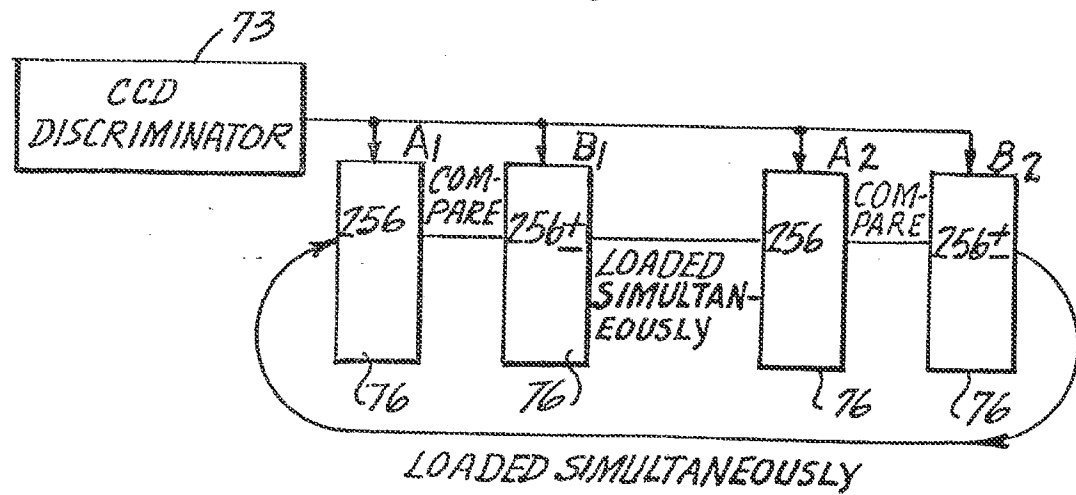 73
CCD
DISCRIMINATOR
A1
B1
A2
B2
COM-
PARE
COM-
PARE
256
256±
256
256±
LOADED
SIMULTAN-
EOUSLY
76
76
76
76
LOADED SIMULTANEOUSLY